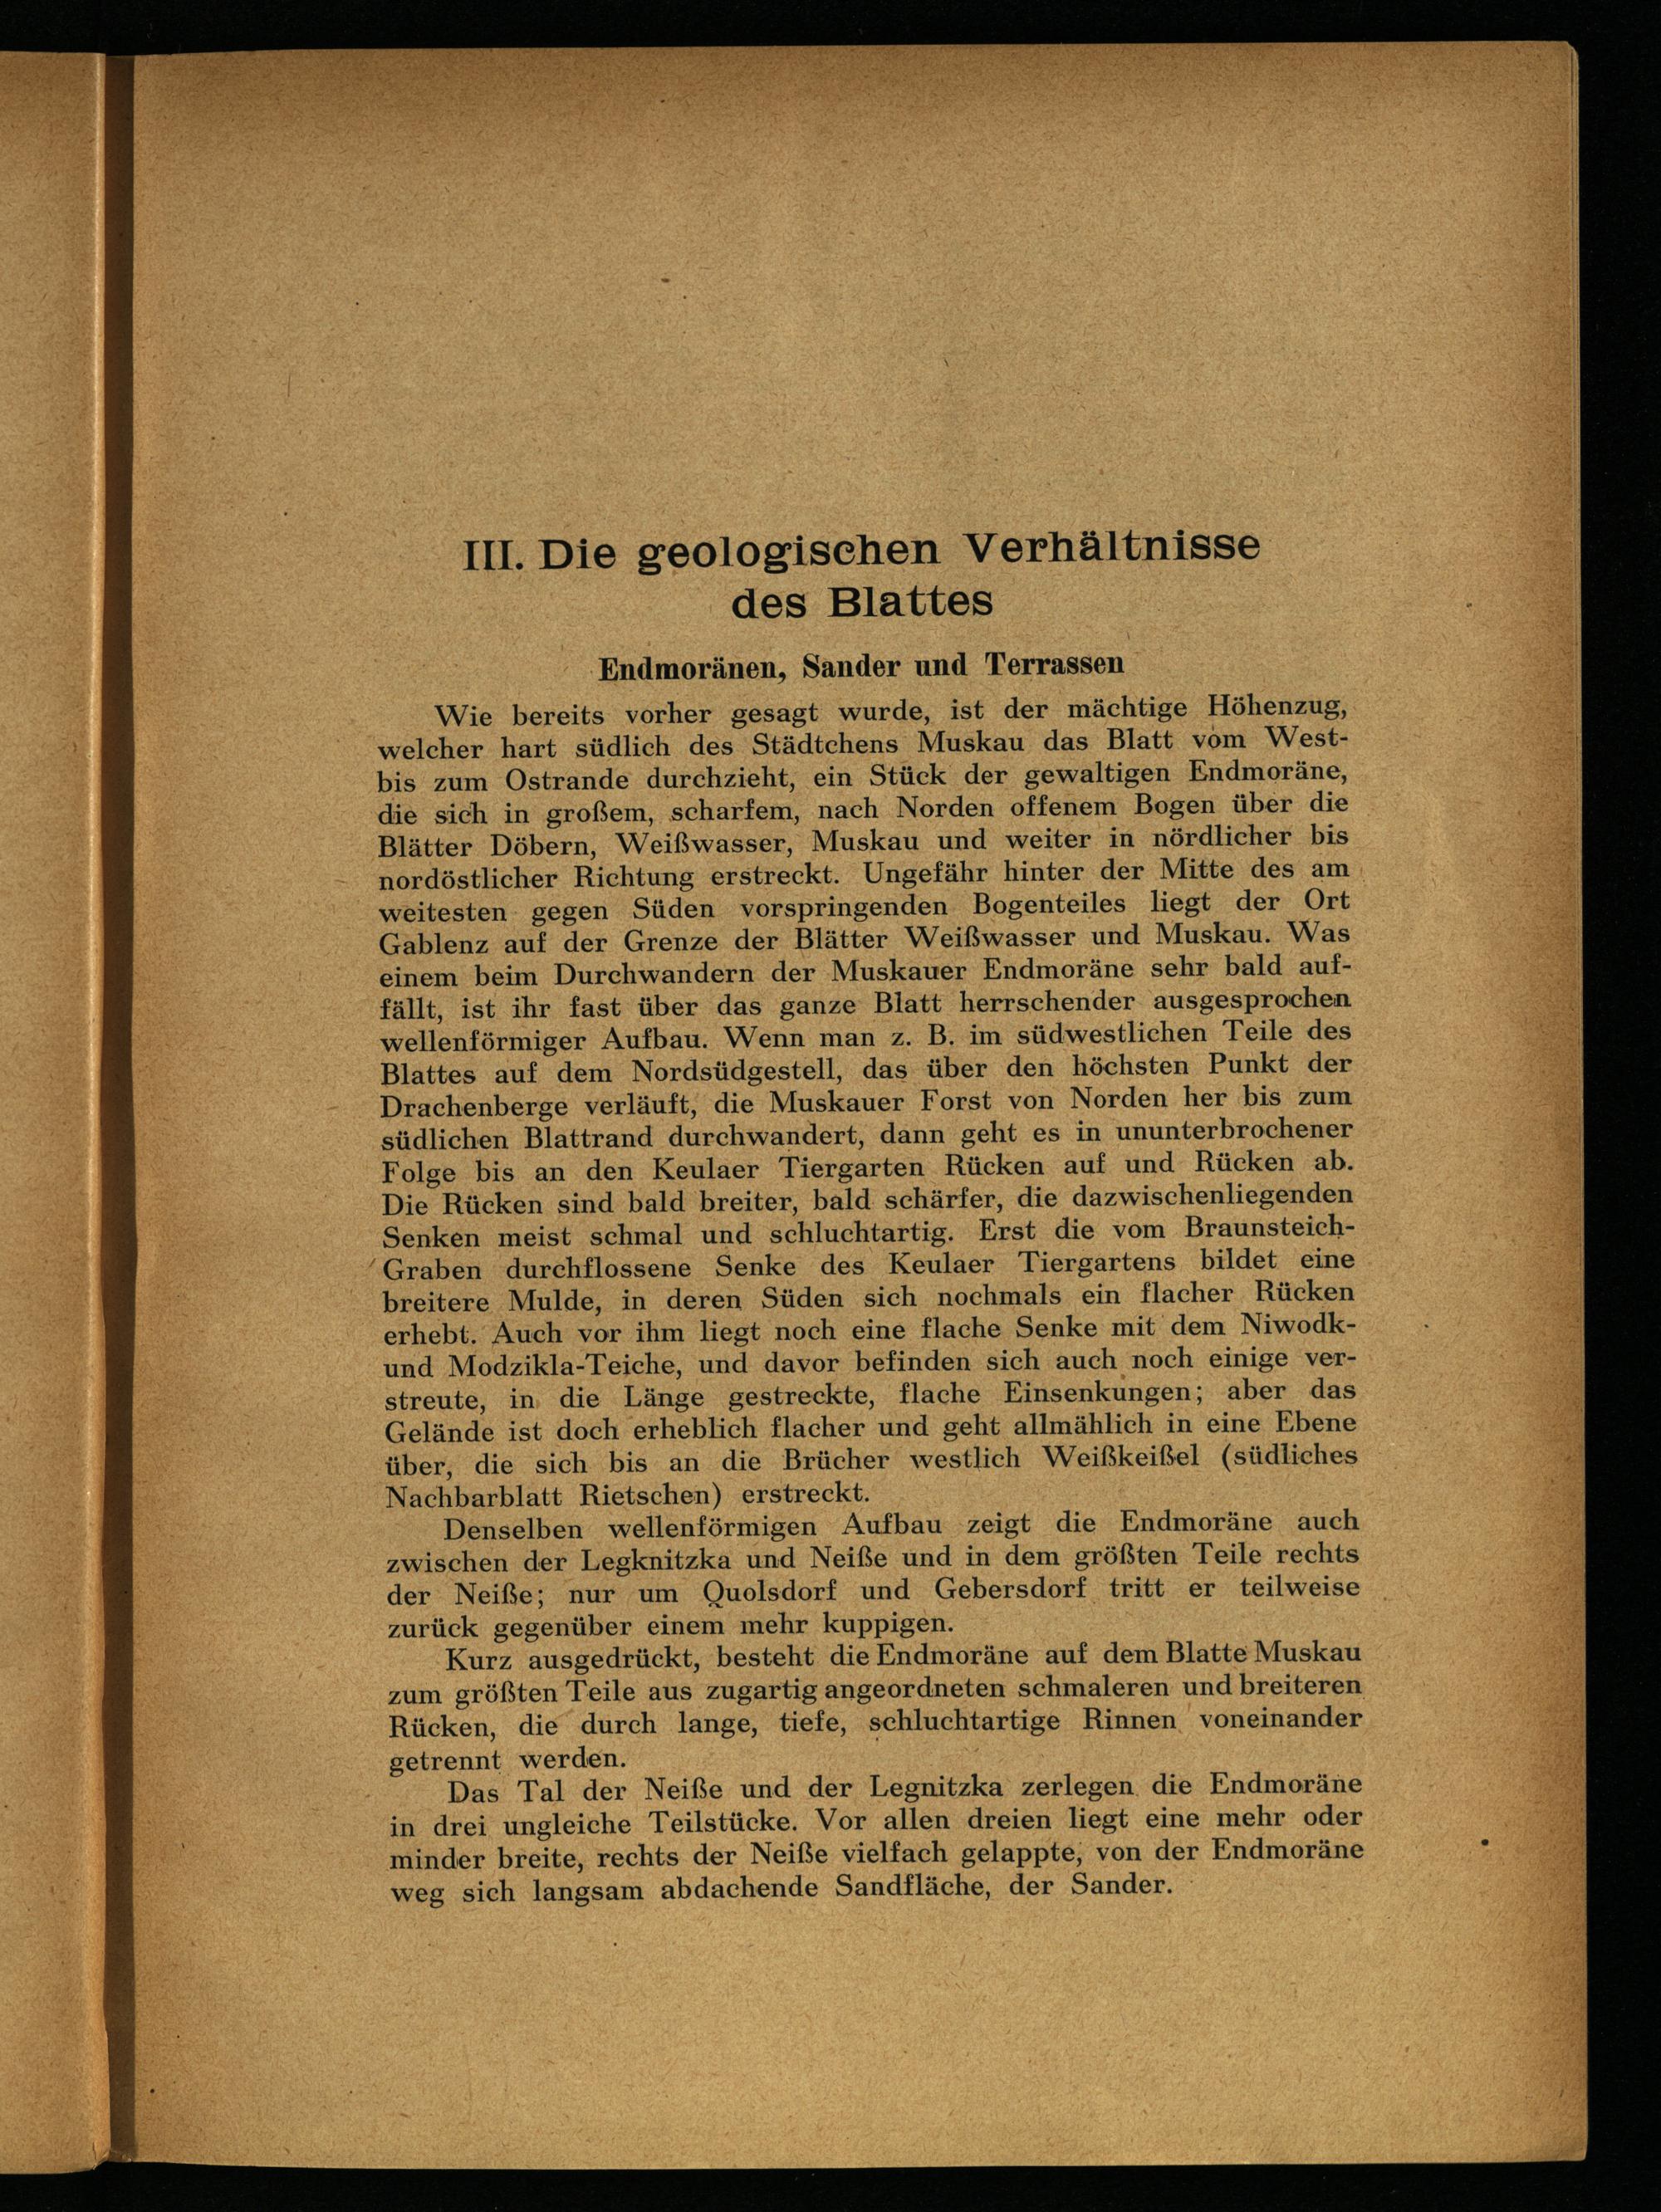 III. Die geologischen Verhältnisse
des Blattes
Endmoränen, Sander und Terrassen
Wie bereits vorher gesagt wurde, ist der mächtige Höhenzug,
welcher hart südlich des Städtchens Muskau das Blatt vom West-
bis zum Ostrande durchzieht, ein Stück der gewaltigen Endmoräne,
die sich in großem, scharfem, nach Norden offenem Bogen über die
Blätter Döbern, Weißwasser, Muskau und weiter in nördlicher bis
nordöstlicher Richtung erstreckt. Ungefähr hinter der Mitte des am
weitesten gegen Süden vorspringenden Bogenteiles liegt der Ort
Gablenz auf der Grenze der Blätter Weißwasser und Muskau. Was
einem beim Durchwandern der Muskauer Endmoräne sehr bald auf-
fällt, ist ihr fast über das ganze Blatt herrschender ausgesprochen
wellenförmiger Aufbau. Wenn man z. B. im südwestlichen Teile des
Blattes auf dem Nordsüdgestell, das über den höchsten Punkt der
Drachenberge verläuft, die Muskauer Forst von Norden her bis zum
südlichen Blattrand durchwandert, dann geht es in ununterbrochener
Folge bis an den Keulaer Tiergarten Rücken auf und Rücken ab.
Die Rücken sind bald breiter, bald schärfer, die dazwischenliegenden
Senken meist schmal und schluchtartig. Erst die vom Braunsteich-
Graben durchflossene Senke des Keulaer Tiergartens bildet eine
breitere Mulde, in deren Süden sich nochmals ein flacher Rücken
erhebt. Auch vor ihm liegt noch eine flache Senke mit dem Niwodk-
und Modzikla-Teiche, und davor befinden sich auch noch einige ver-
streute, in die Länge gestreckte, flache Einsenkungen; aber das
Gelände ist doch erheblich flacher und geht allmählich in eine Ebene
über, die sich bis an die Brücher westlich Weißkeißel (südliches
Nachbarblatt Rietschen) erstreckt.
Denselben wellenförmigen Aufbau zeigt die Endmoräne auch
zwischen der Legknitzka und Neiße und in dem größten Teile rechts
der Neiße; nur um Quolsdorf und Gebersdorf tritt er teilweise
zurück gegenüber einem mehr kuppigen.
Kurz ausgedrückt, besteht die Endmoräne auf dem Blatte Muskau
zum größten Teile aus zugartig angeordneten schmaleren und breiteren
Rücken, die durch lange, tiefe, schluchtartige Rinnen voneinander
getrennt werden.
Das Tal der Neiße und der Legnitzka zerlegen die Endmoräne
in drei ungleiche Teilstücke. Vor allen dreien liegt eine mehr oder
minder breite, rechts der Neiße vielfach gelappte, von der Endmoräne
weg sich langsam abdachende Sandfläche, der Sander.